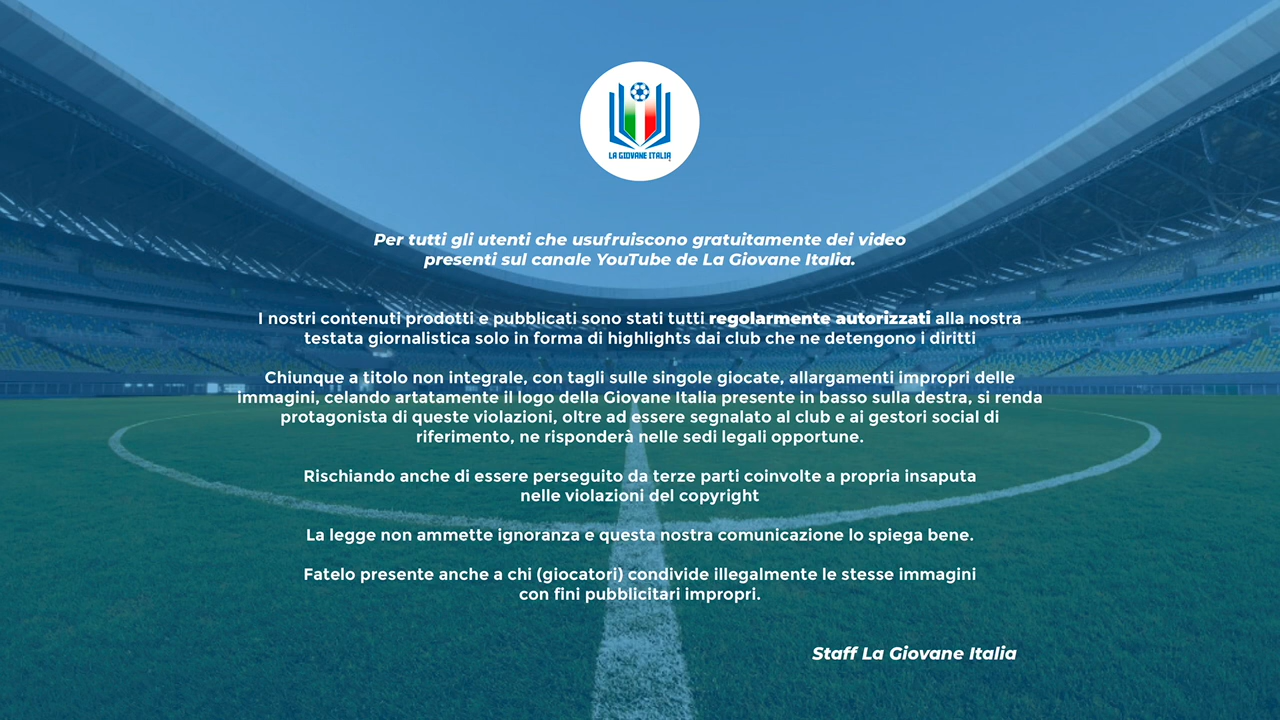 LA GIOVANE ITALIA
Per tutti gli utenti che usufruiscono gratuitamente dei video
presenti sul canale YouTube de La Giovane Italia.
I nostri contenuti prodotti e pubblicati sono stati tutti regolarmente autorizzati alla nostra
testata giornalistica solo in forma di highlights dai club che ne detengono i diritti
Chiunque a titolo non integrale, con tagli sulle singole giocate, allargamenti impropri delle
immagini, celando artatamente il logo della Giovane Italia presente in basso sulla destra, si renda
protagonista di queste violazioni, oltre ad essere segnalato al club e ai gestori social di
riferimento, ne risponderà nelle sedi legali opportune.
Rischiando anche di essere perseguito da terze parti coinvolte a propria insaputa
nelle violazioni del copyright
La legge non ammette ignoranza e questa nostra comunicazione lo spiega bene.
Fatelo presente anche a chi (giocatori) condivide illegalmente le stesse immagini
con fini pubblicitari impropri.
Staff La Giovane Italia